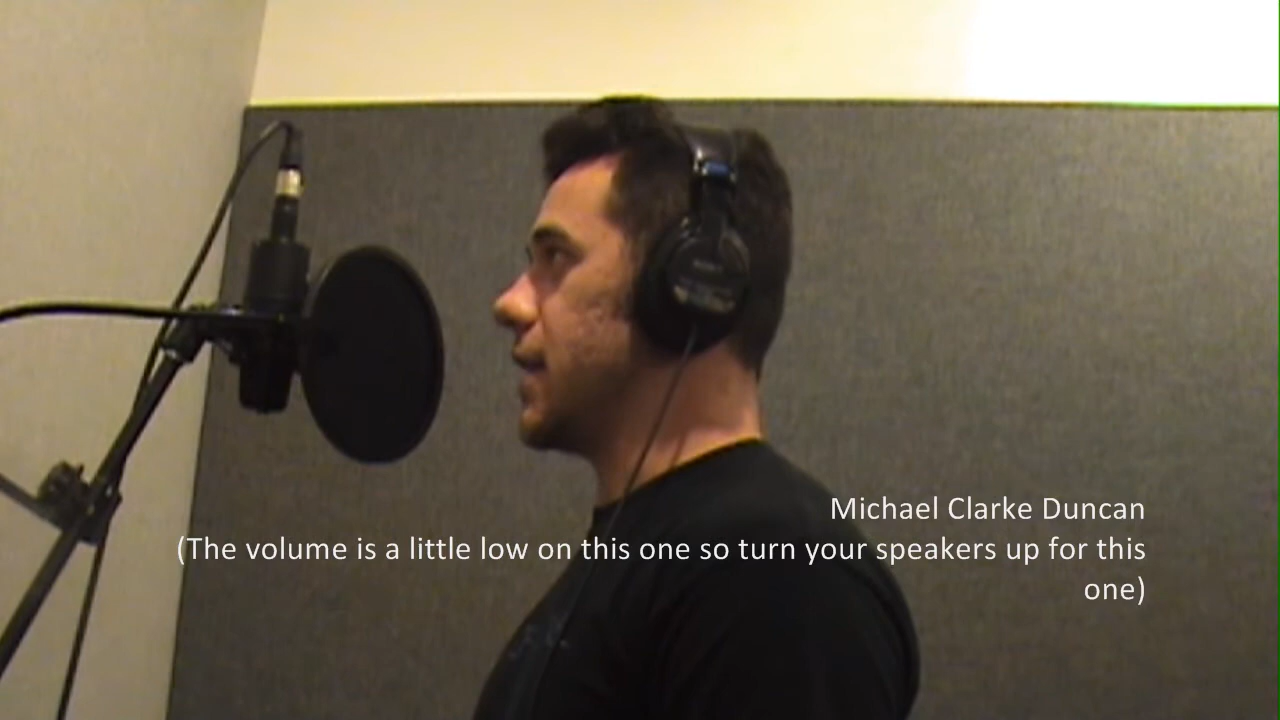 Michael Clarke Duncan
(The volume is a little low on this one so turn your speakers up for this
one)